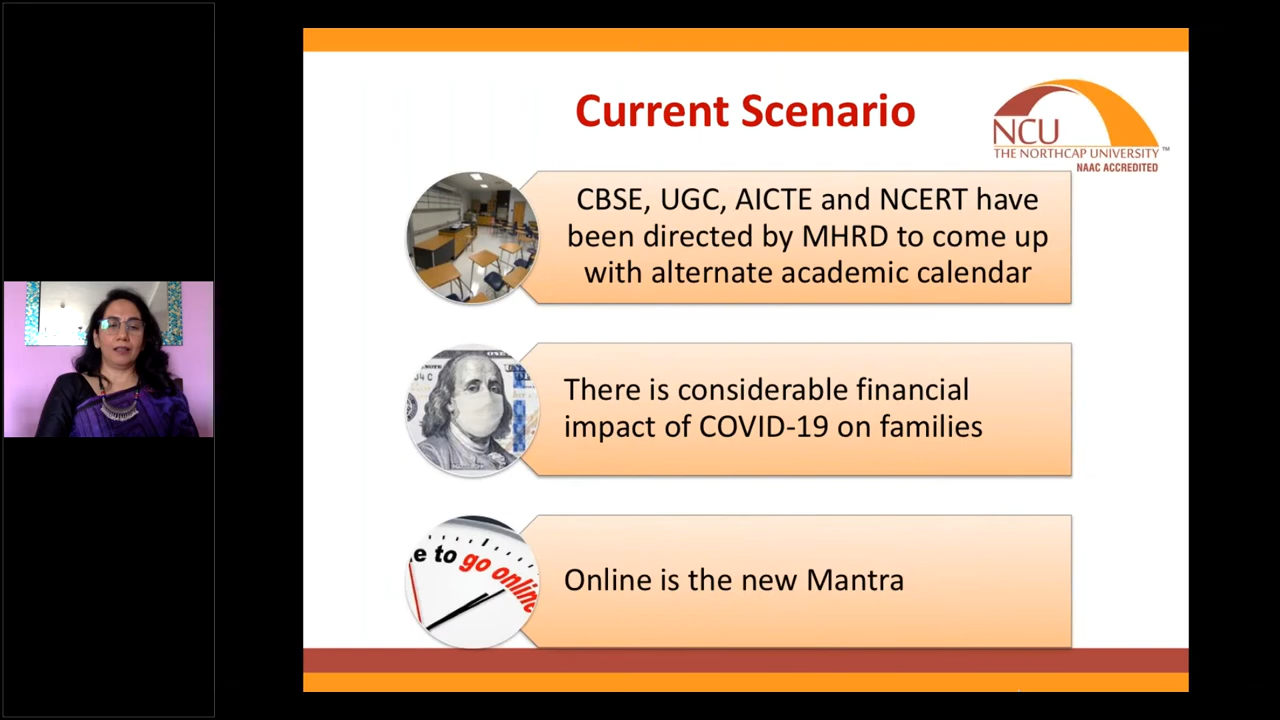 Current Scenario
NCU
THE NORTHCAP UNIVERSITY™
NAAC ACCREDITED
CBSE, UGC, AICTE and NCERT have
been directed by MHRD to come up
with alternate academic calendar
There is considerable financial
impact of COVID-19 on families
e to go online
Online is the new Mantra